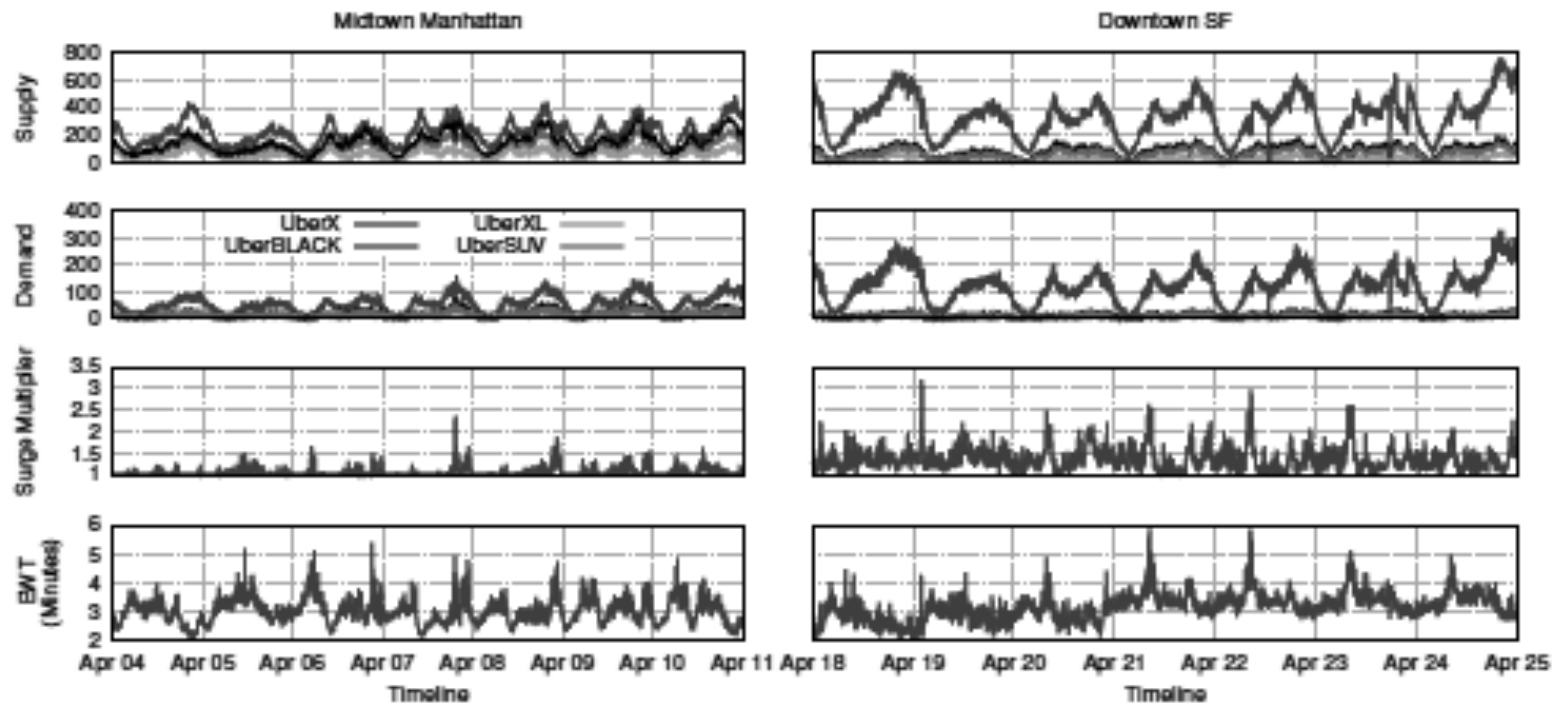 Midtown Manhattan
Downtown SF
Supply
800
600
400
200
0
Demand
400
300
200
100
0
UberX
UberXL
UberBLACK
UberSUV
Surge Multiplier
3.5
3
2.5
2
1.5
1
EWT
(Minutes)
6
5
4
3
2
Apr 04 Apr 05 Apr 06 Apr 07 Apr 08 Apr 09 Apr 10 Apr 11
Apr 18 Apr 19 Apr 20 Apr 21 Apr 22 Apr 23 Apr 24 Apr 25
Timeline
Timeline